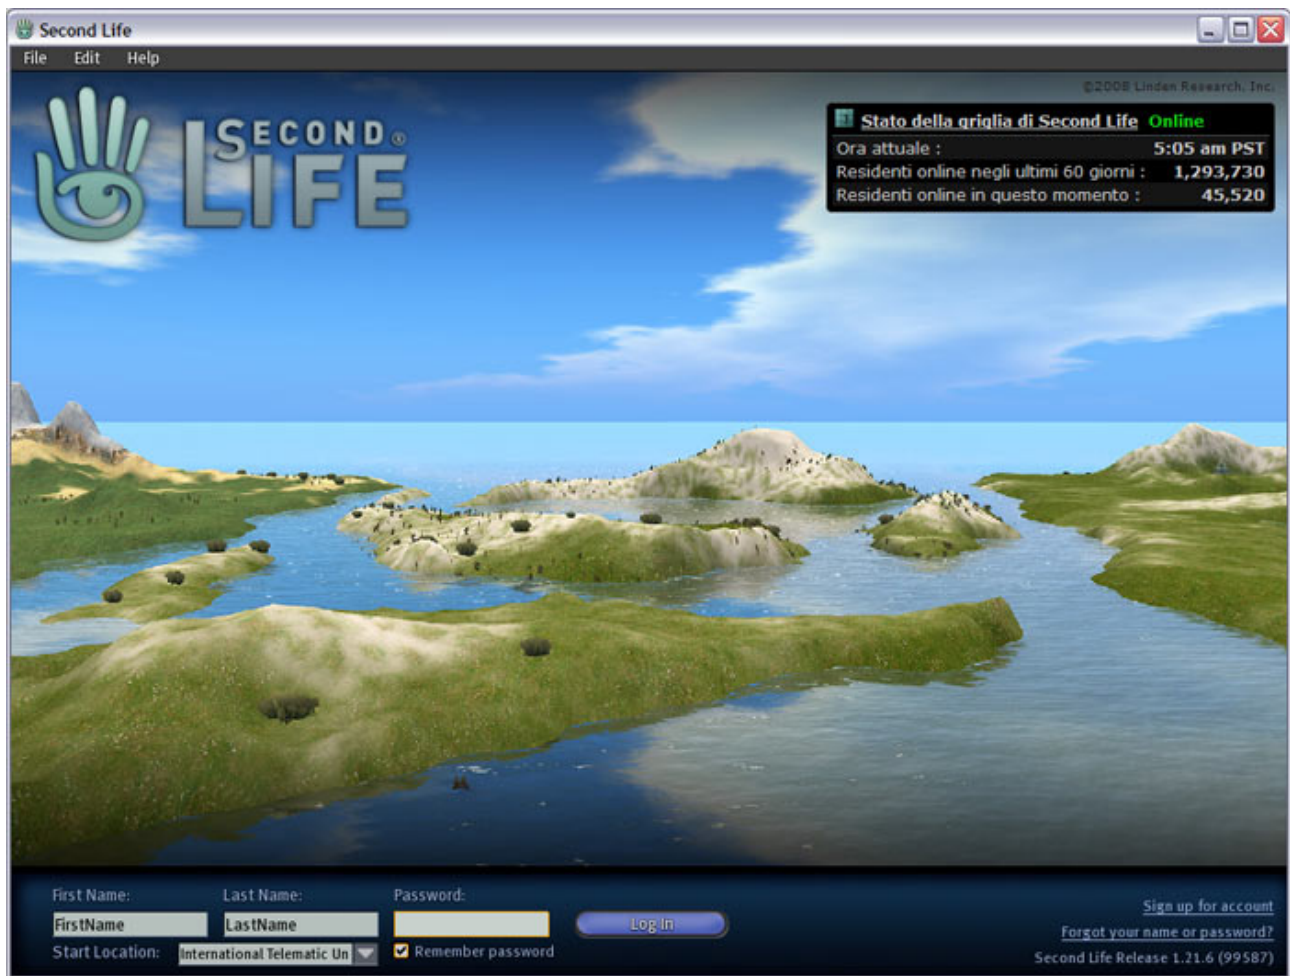 Second Life
File Edit Help
©2008 Linden Research, Inc.
SECOND®
LIFE
Stato della griglia di Second Life Online
Ora attuale : 5:05 am PST
Residenti online negli ultimi 60 giorni : 1,293,730
Residenti online in questo momento : 45,520
First Name: Last Name: Password:
FirstName LastName Log In
Start Location: International Telematic Un Remember password
Sign up for account
Forgot your name or password?
Second Life Release 1.21.6 (99587)